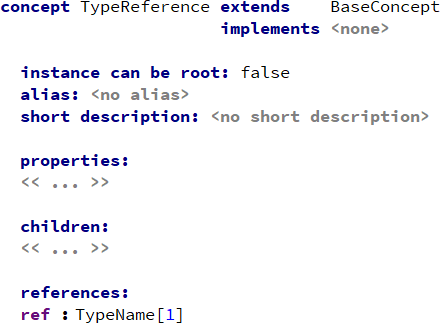 concept TypeReference extends BaseConcept
implements <none>
instance can be root: false
alias: <no alias>
short description: <no short description>
properties:
<< ... >>
children:
<< ... >>
references:
ref : TypeName[1]